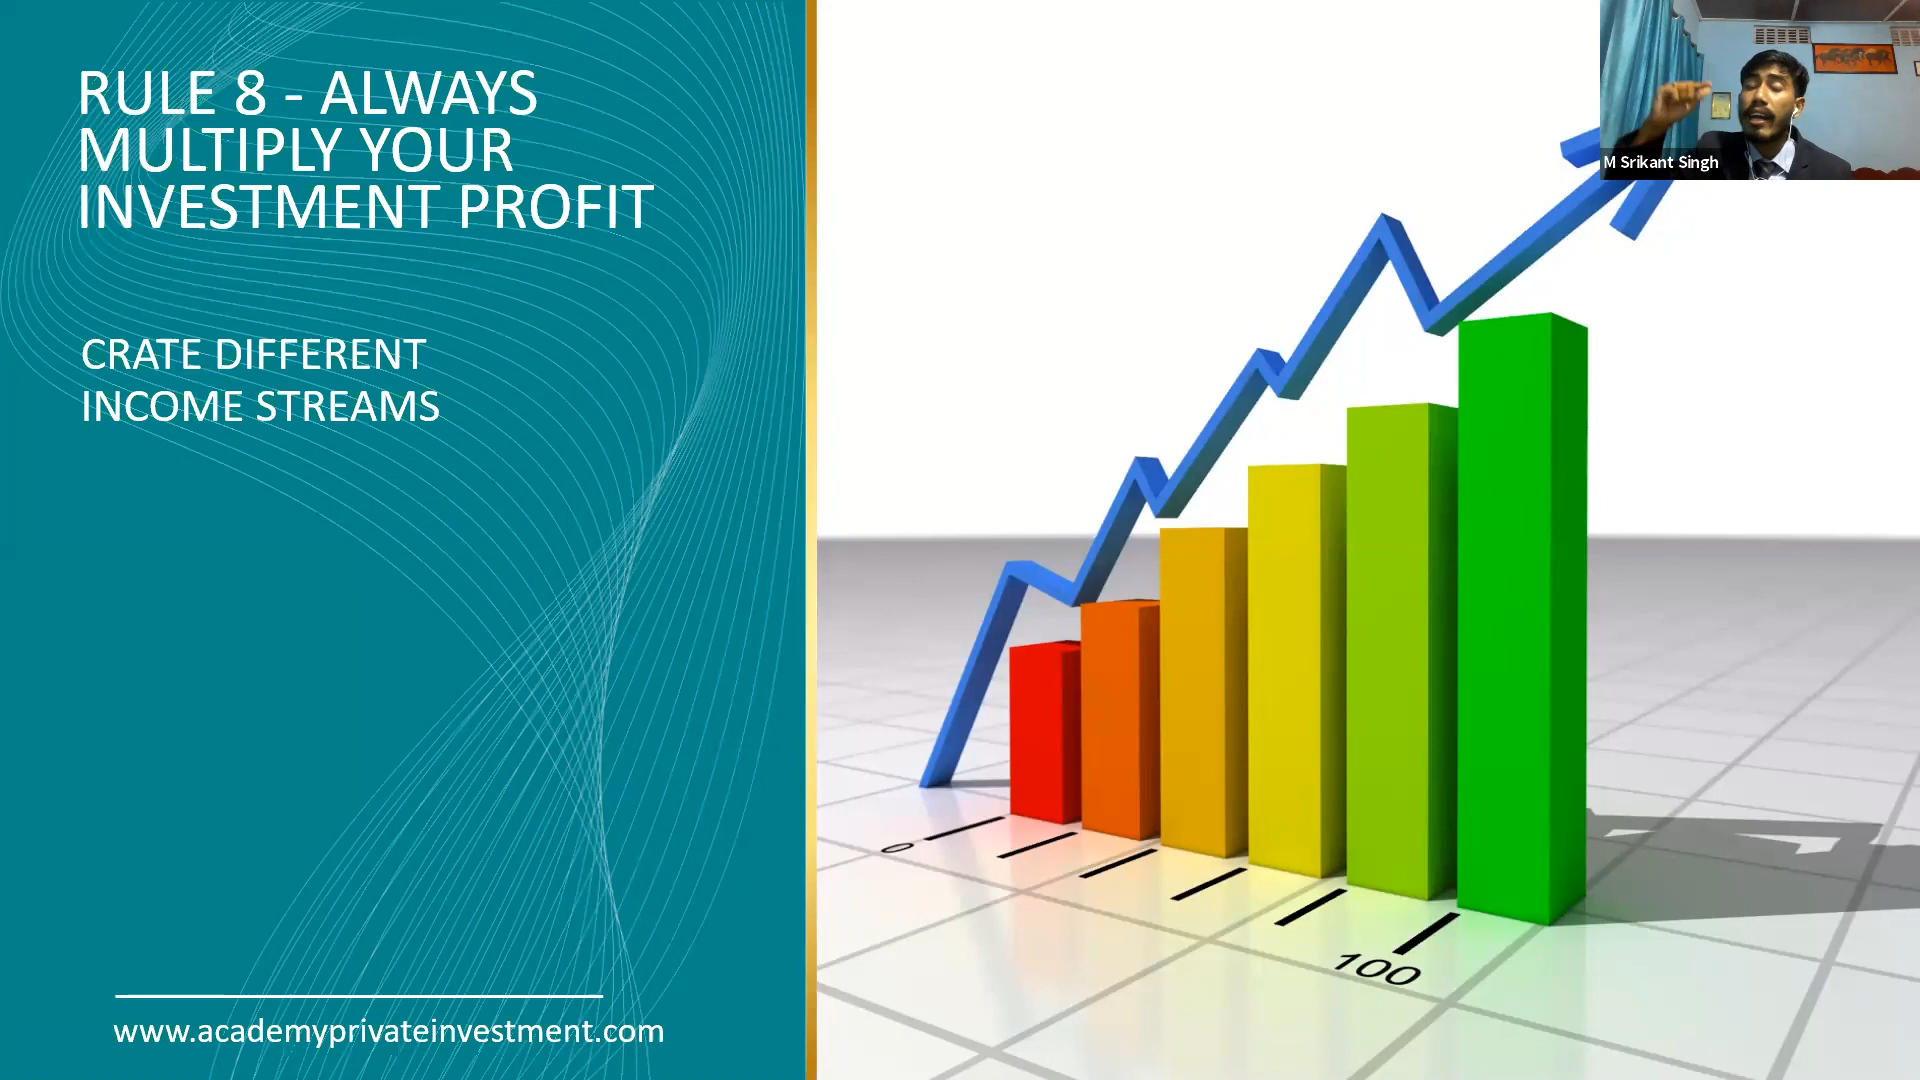 RULE 8 - ALWAYS
MULTIPLY YOUR
INVESTMENT PROFIT
CRATE DIFFERENT
INCOME STREAMS
www.academyprivateinvestment.com
M Srikant Singh
0
100